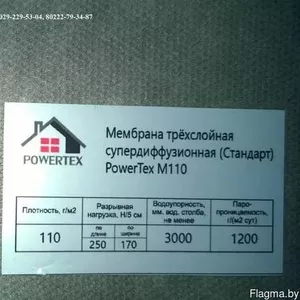 029-229-53-04, 80222-79-34-87
POWERTEX
Мембрана трёхслойная
супердиффузионная (Стандарт)
PowerTex M110
Плотность, г/м2
Разрывная нагрузка, Н/5 см
Водоупорность, мм. вод. столба, не менее
Паро-проницаемость, г/(м2 сут)
110
по длине
по ширине
250
170
3000
1200
Flagma.by